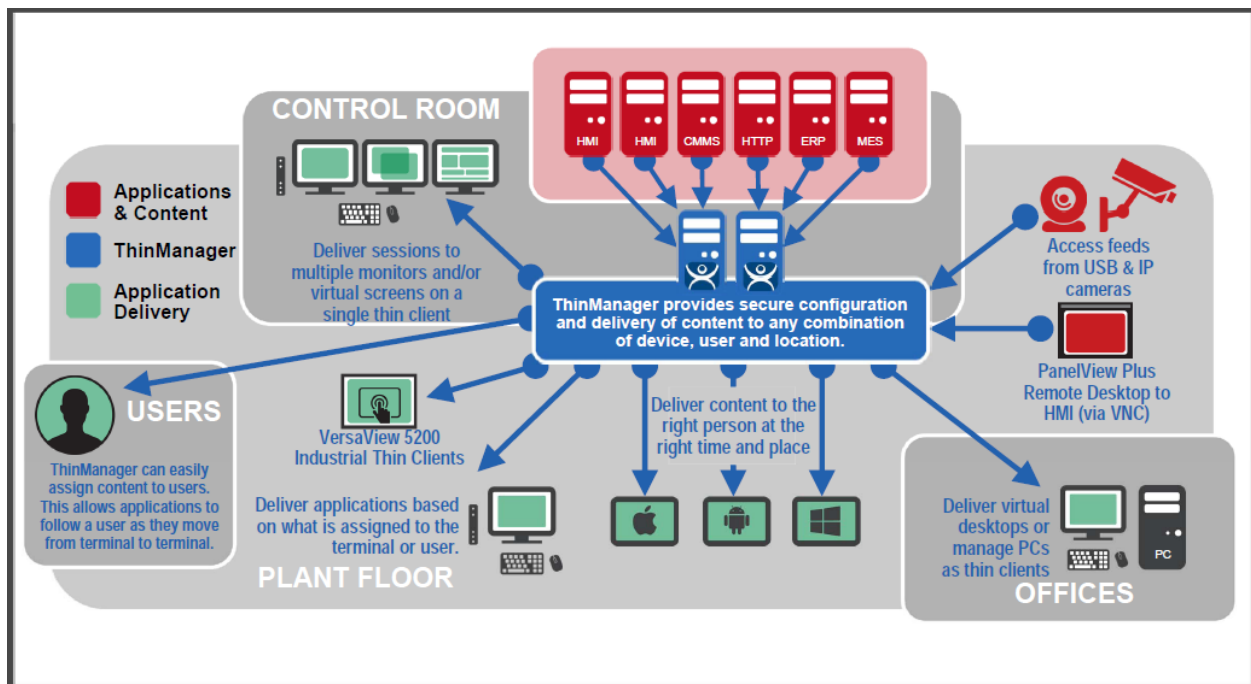 CONTROL ROOM
HMI
HMI
CMMS
HTTP
ERP
MES
Applications
& Content
ThinManager
Application
Delivery
Deliver sessions to
multiple monitors and/or
virtual screens on a
single thin client
ThinManager provides secure configuration
and delivery of content to any combination
of device, user and location.
Access feeds
from USB & IP
cameras
PanelView Plus
Remote Desktop to
HMI (via VNC)
USERS
ThinManager can easily
assign content to users.
This allows applications to
follow a user as they move
from terminal to terminal.
VersaView 5200
Industrial Thin Clients
Deliver content to the
right person at the
right time and place
Deliver applications based
on what is assigned to the
terminal or user.
PLANT FLOOR
Deliver virtual
desktops or
manage PCs
as thin clients
PC
OFFICES